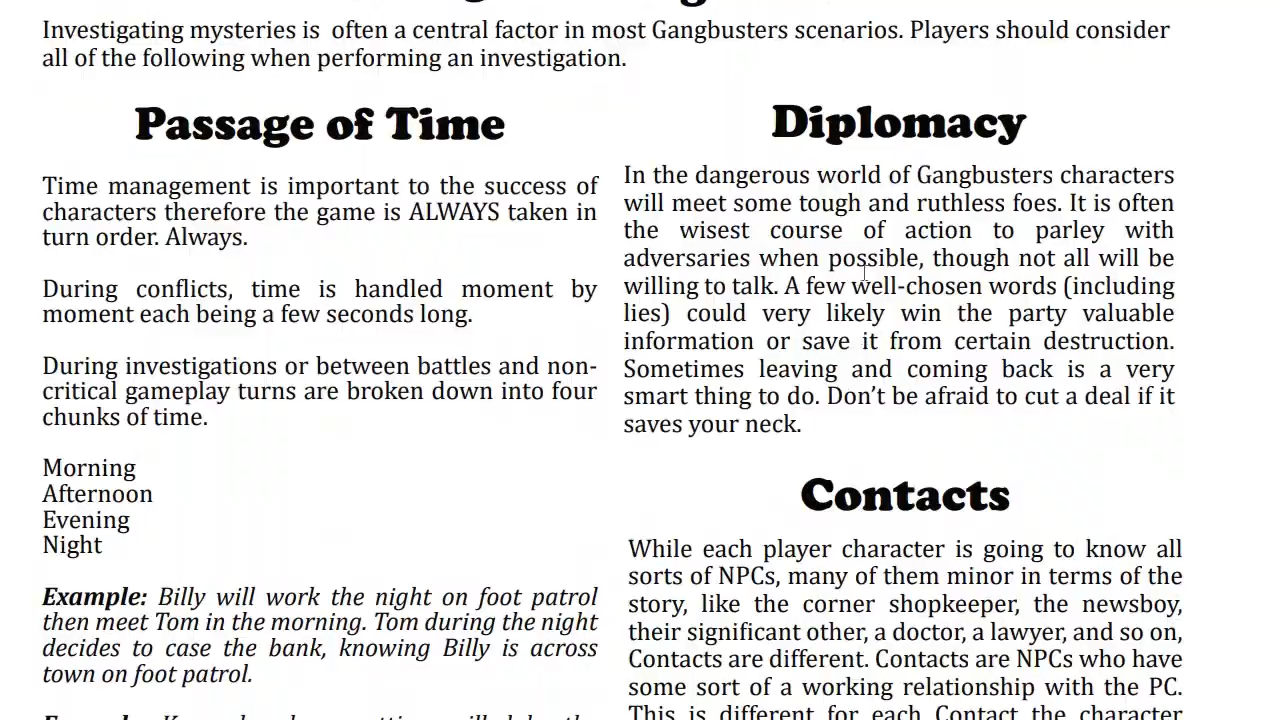 Investigating mysteries is often a central factor in most Gangbusters scenarios. Players should consider
all of the following when performing an investigation.
Passage of Time
Time management is important to the success of
characters therefore the game is ALWAYS taken in
turn order. Always.
During conflicts, time is handled moment by
moment each being a few seconds long.
During investigations or between battles and non-
critical gameplay turns are broken down into four
chunks of time.
Morning
Afternoon
Evening
Night
Example: Billy will work the night on foot patrol
then meet Tom in the morning. Tom during the night
decides to case the bank, knowing Billy is across
town on foot patrol.
Diplomacy
In the dangerous world of Gangbusters characters
will meet some tough and ruthless foes. It is often
the wisest course of action to parley with
adversaries when possible, though not all will be
willing to talk. A few well-chosen words (including
lies) could very likely win the party valuable
information or save it from certain destruction.
Sometimes leaving and coming back is a very
smart thing to do. Don’t be afraid to cut a deal if it
saves your neck.
Contacts
While each player character is going to know all
sorts of NPCs, many of them minor in terms of the
story, like the corner shopkeeper, the newsboy,
their significant other, a doctor, a lawyer, and so on,
Contacts are different. Contacts are NPCs who have
some sort of a working relationship with the PC.
This is different for each Contact the character